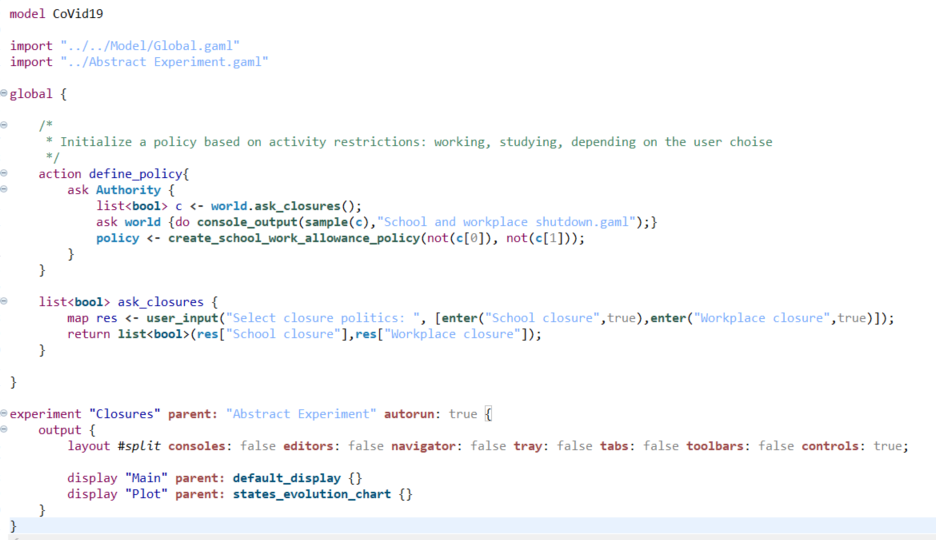 model CoVid19
import "../../Model/Global.gaml"
import "../Abstract Experiment.gaml"
global {
/*
* Initialize a policy based on activity restrictions: working, studying, depending on the user choise
*/
action define_policy{
ask Authority {
list<bool> c <- world.ask_closures();
ask world {do console_output(sample(c),"School and workplace shutdown.gaml");}
policy <- create_school_work_allowance_policy(not(c[0]), not(c[1]));
}
}
list<bool> ask_closures {
map res <- user_input("Select closure politics: ", [enter("School closure",true),enter("Workplace closure",true)]);
return list<bool>(res["School closure"],res["Workplace closure"]);
}
}
experiment "Closures" parent: "Abstract Experiment" autorun: true {
output {
layout #split consoles: false editors: false navigator: false tray: false tabs: false toolbars: false controls: true;
display "Main" parent: default_display {}
display "Plot" parent: states_evolution_chart {}
}
}